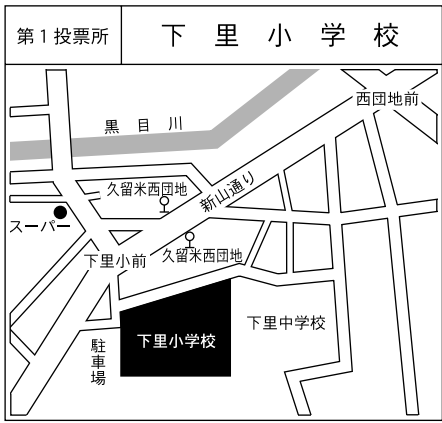 第1投票所
下里小学校
西団地前
黒目川
久留米西団地
新山通り
スーパー
久留米西団地
下里小前
下里小学校
下里中学校
駐車場